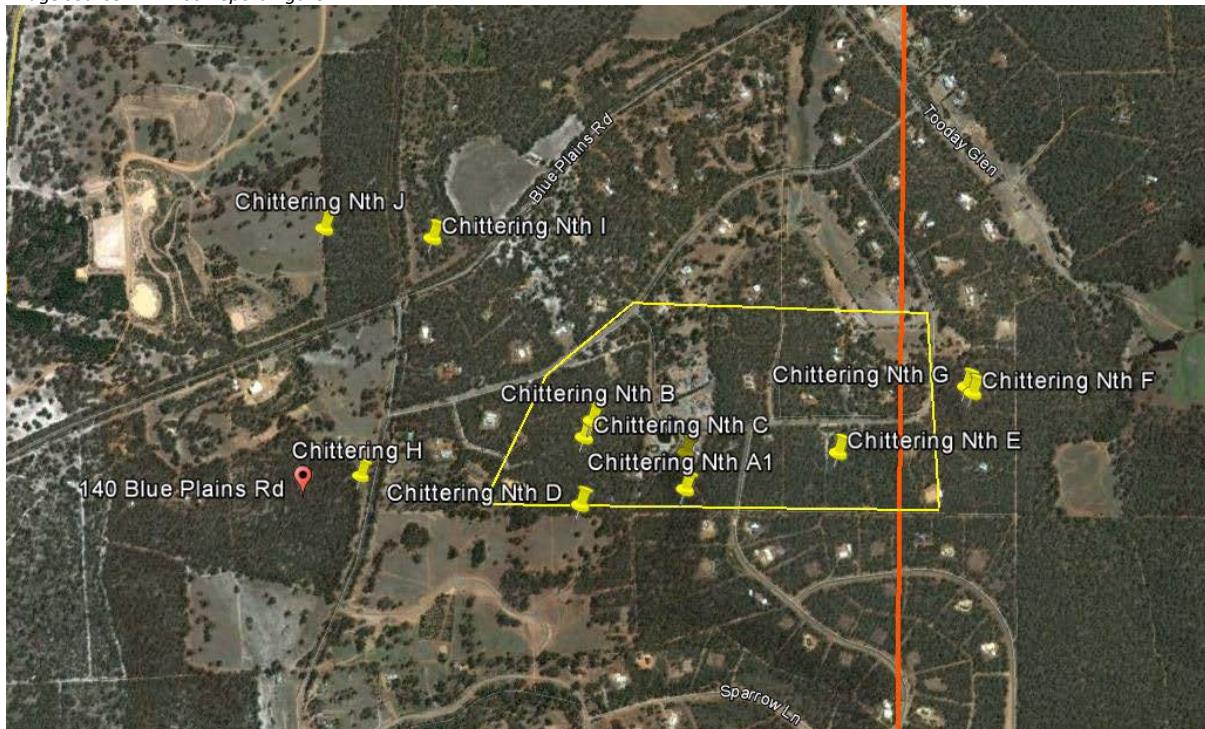 Blue Plains Rd
Tooday Glen
Chittering Nth J
Chittering Nth I
Chittering Nth G
Chittering Nth F
Chittering Nth B
Chittering Nth C
Chittering Nth E
Chittering H
Chittering Nth A1
140 Blue Plains Rd
Chittering Nth D
Sparrow Ln